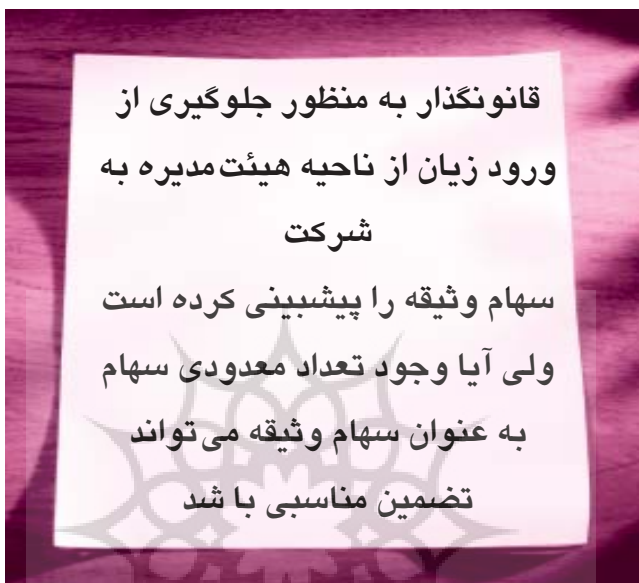 قانونگذار به منظور جلوگیری از
ورود زیان از ناحیه هیئت‌مدیره به
شرکت
سهام وثیقه را پیشبینی کرده است
ولی آیا وجود تعداد معدودی سهام
به عنوان سهام وثیقه می‌تواند
تضمین مناسبی با شد